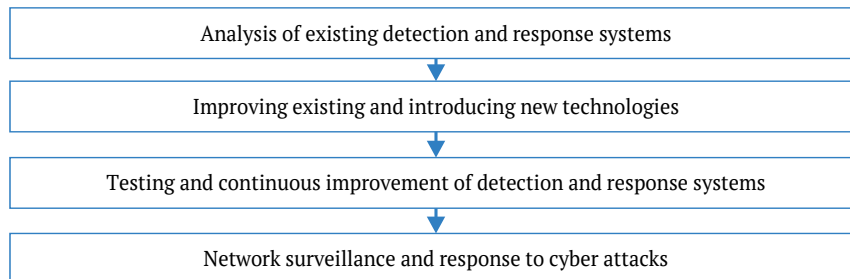 Analysis of existing detection and response systems
Improving existing and introducing new technologies
Testing and continuous improvement of detection and response systems
Network surveillance and response to cyber attacks